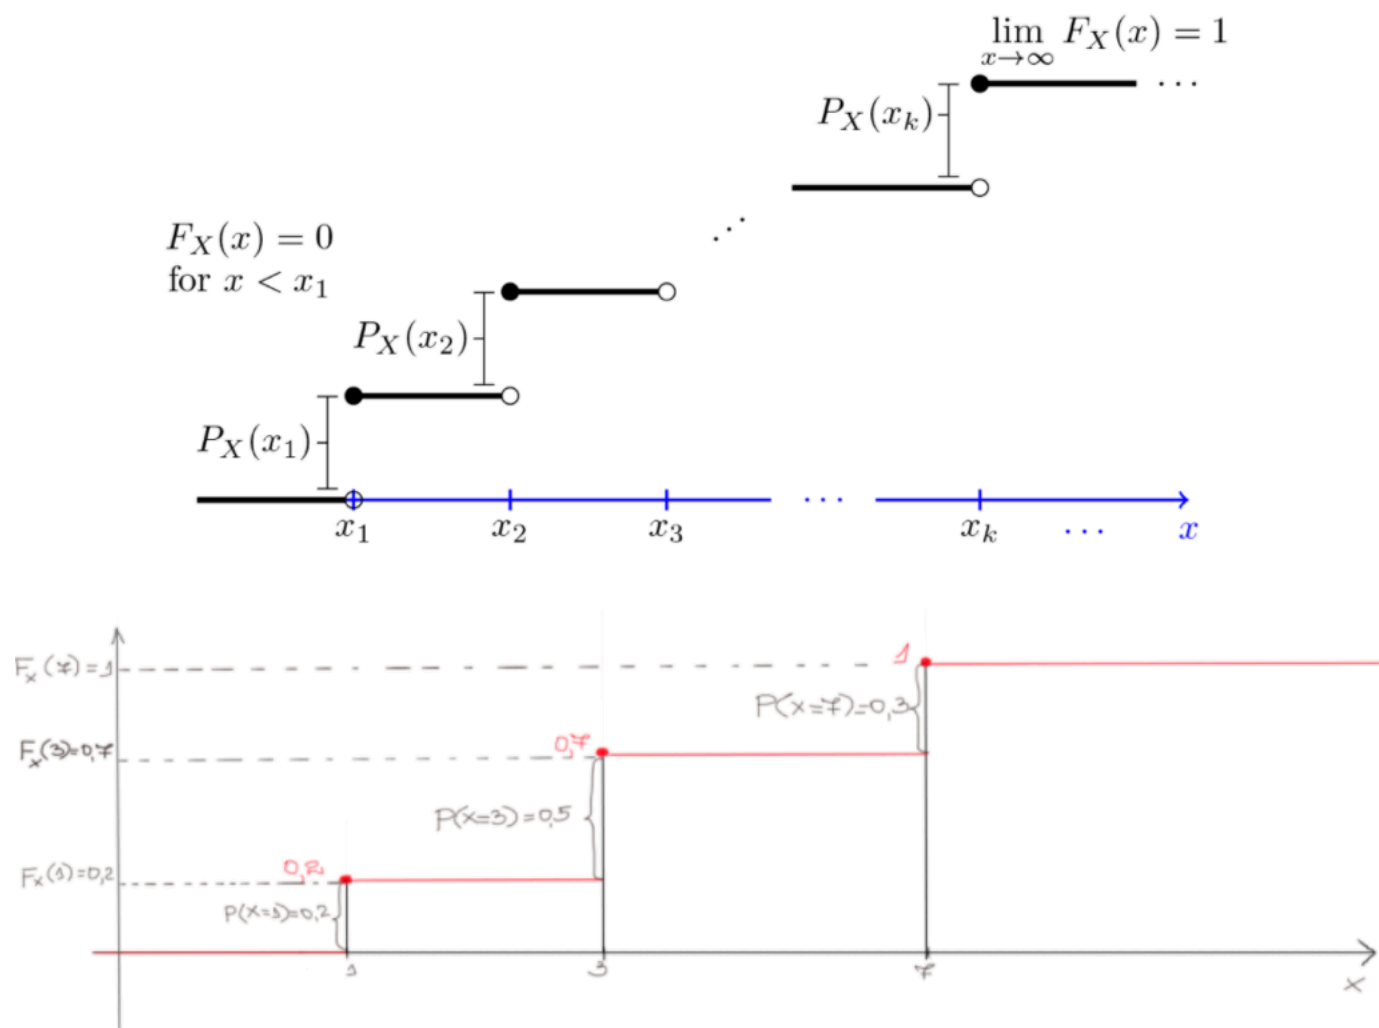 lim F_X(x) = 1
x→∞
P_X(x_k)
F_X(x) = 0
for x < x_1
P_X(x_2)
P_X(x_1)
x_1 x_2 x_3 ··· x_k ··· x
F_x(7)=1
1
P(x=7)=0,3
F_x(3)=0,7
0,7
P(x=3)=0,5
F_x(1)=0,2
0,2
P(x=1)=0,2
1 3 7
x